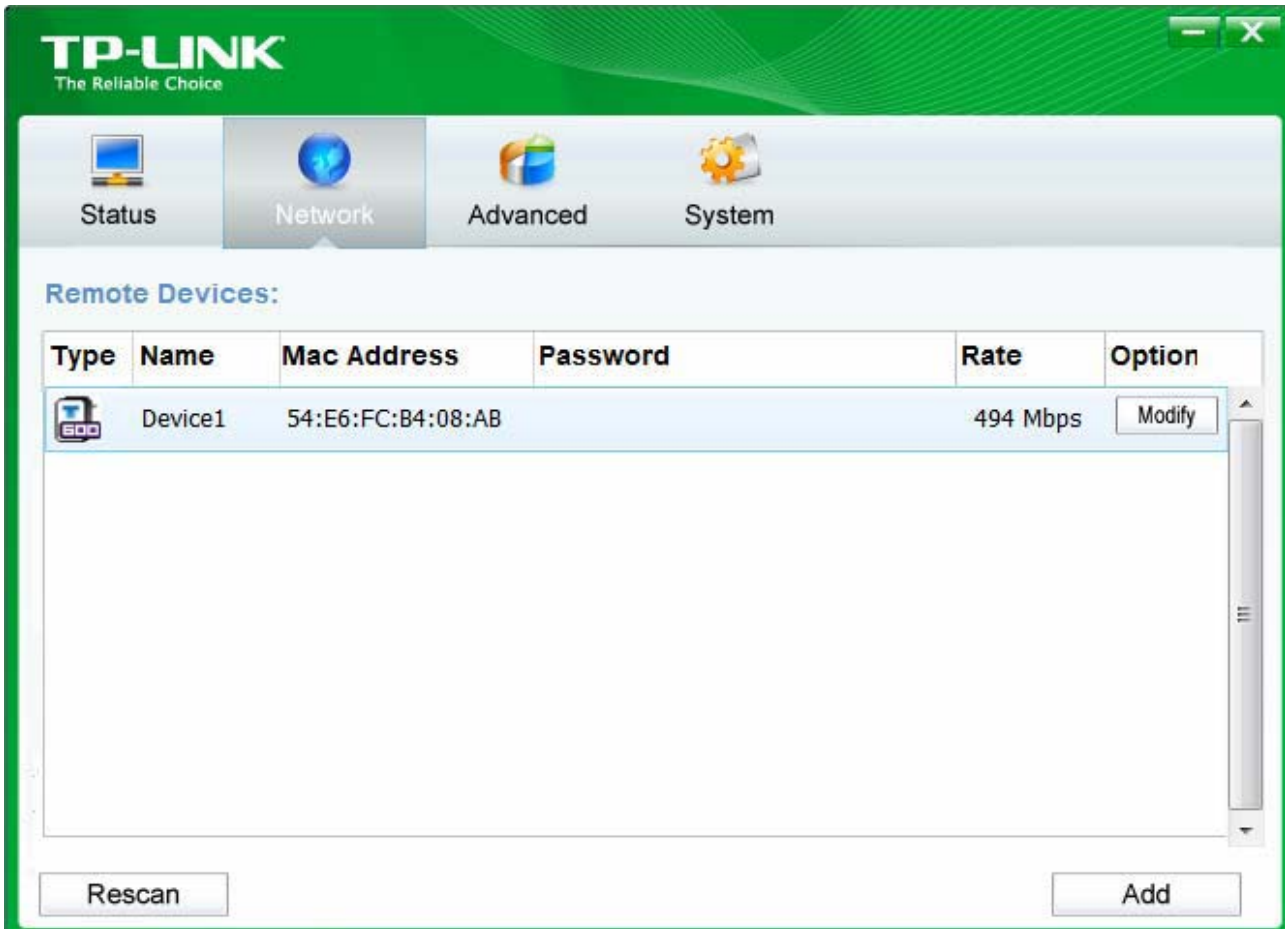 TP-LINK
The Reliable Choice
Status Network Advanced System
Remote Devices:
Type Name Mac Address Password Rate Option
T 600 Device1 54:E6:FC:B4:08:AB 494 Mbps Modify
Rescan Add